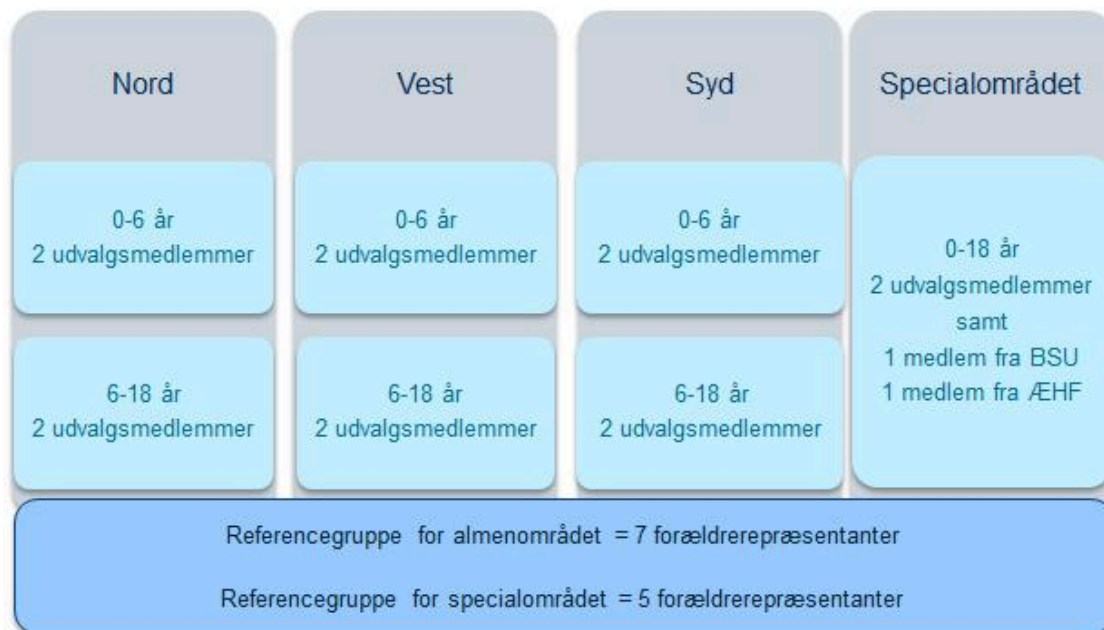 Nord
0-6 år
2 udvalgsmedlemmer
6-18 år
2 udvalgsmedlemmer
Vest
0-6 år
2 udvalgsmedlemmer
6-18 år
2 udvalgsmedlemmer
Syd
0-6 år
2 udvalgsmedlemmer
6-18 år
2 udvalgsmedlemmer
Specialområdet
0-18 år
2 udvalgsmedlemmer
samt
1 medlem fra BSU
1 medlem fra ÆHF
Referencegruppe for almenområdet = 7 forældrerepræsentanter
Referencegruppe for specialområdet = 5 forældrerepræsentanter